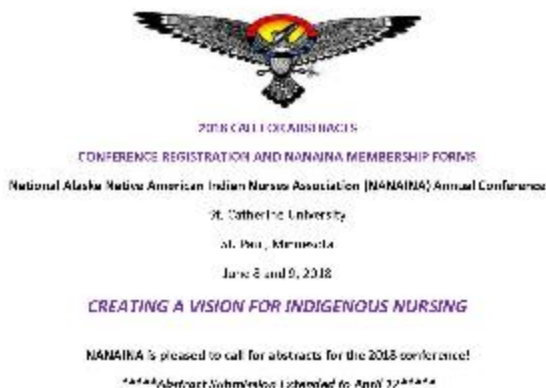 2018 CALL FOR ABSTRACTS
CONFERENCE REGISTRATION AND NANAINA MEMBERSHIP FORMS
National Alaska Native American Indian Nurses Association (NANAINA) Annual Conference
St. Catherine University
St. Paul, Minnesota
June 8 and 9, 2018
CREATING A VISION FOR INDIGENOUS NURSING
NANAINA is pleased to call for abstracts for the 2018 conference!
*****Abstract Submission Extended to April 12*****